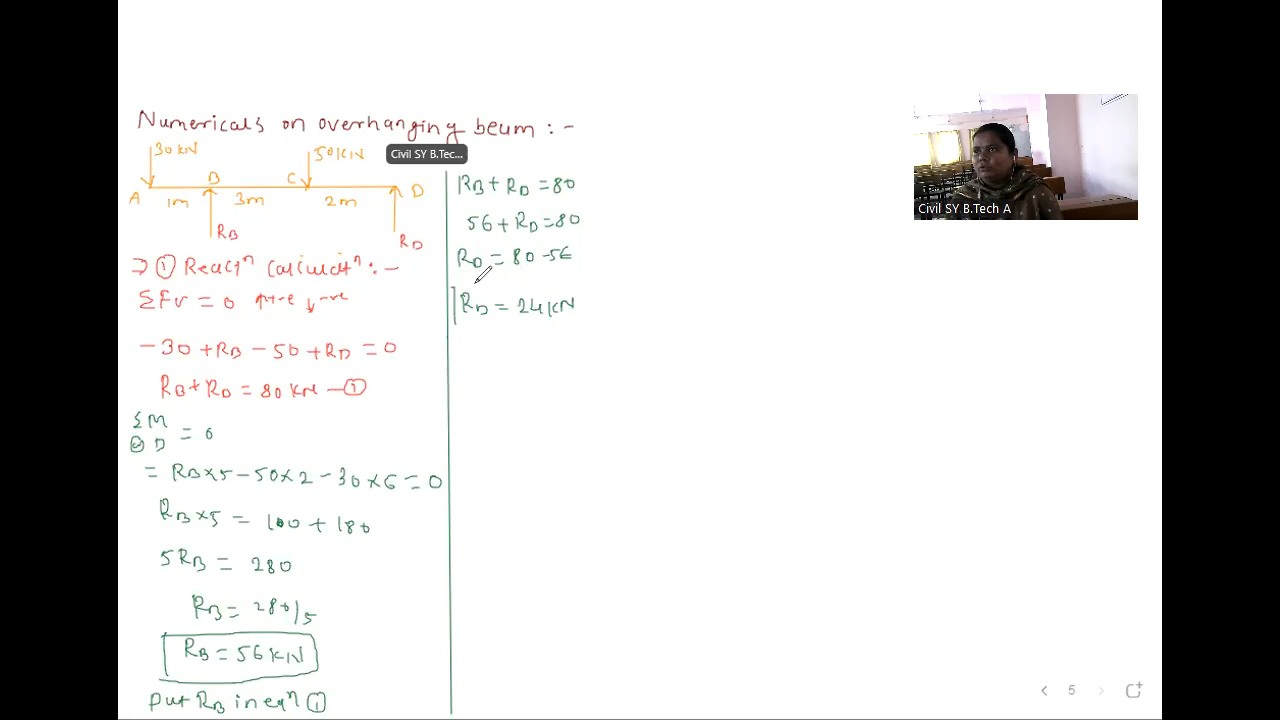 Numericals on overhanging beam :-
30 KN
50 KN
A
B
C
D
1m
3m
2m
RB
RD
⇒ ① Reactⁿ Calculatⁿ :-
ΣFv = 0 ↑+ve ↓-ve
-30 + RB - 50 + RD = 0
RB + RD = 80 KN - ①
ΣM
@ D = 0
= RB×5 - 50×2 - 30×6 = 0
RB×5 = 100 + 180
5RB = 280
RB = 280/5
RB = 56 KN
Put RB in eqⁿ ①
RB + RD = 80
56 + RD = 80
RD = 80 - 56
RD = 24 KN
Civil SY B.Tec...
Civil SY B.Tech A
5